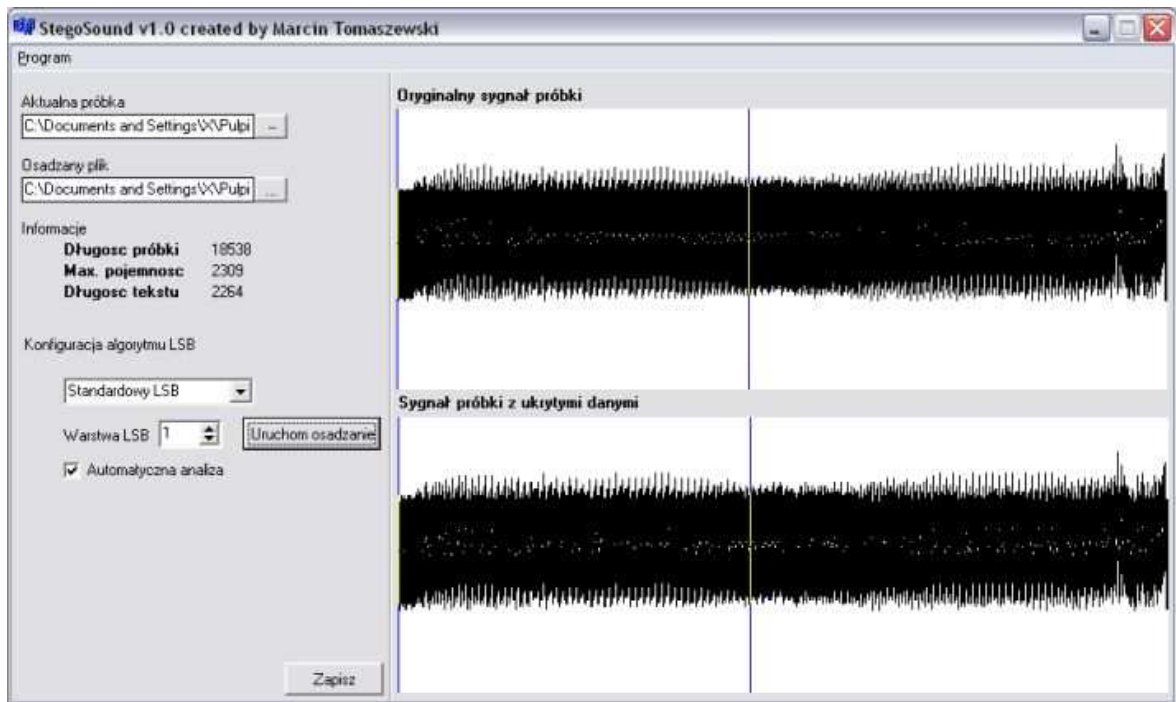 StegoSound v1.0 created by Marcin Tomaszewski
Program
Aktualna próbka
C:\Documents and Settings\X\Pulpi
...
Osadzany plik
C:\Documents and Settings\X\Pulpi
...
Informacje
Długosc próbki 18538
Max. pojemnosc 2309
Długosc tekstu 2264
Konfiguracja algorytmu LSB
Standardowy LSB
Warstwa LSB 1
Uruchom osadzanie
Automatyczna analiza
Zapisz
Oryginalny sygnał próbki
Sygnał próbki z ukrytymi danymi